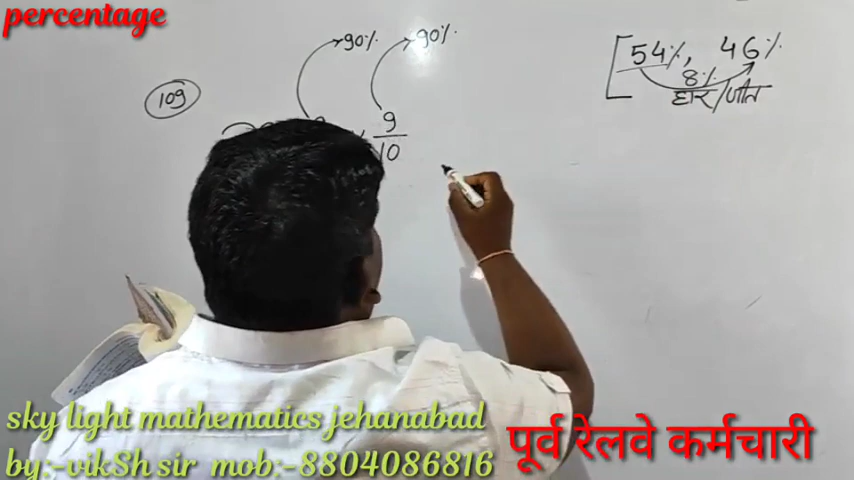 percentage
90% 90%
[54%, 46%
8%
हार/जीत
109
9
10
sky light mathematics jehanabad
by:-vikSh sir mob:-8804086816
पूर्व रेलवे कर्मचारी